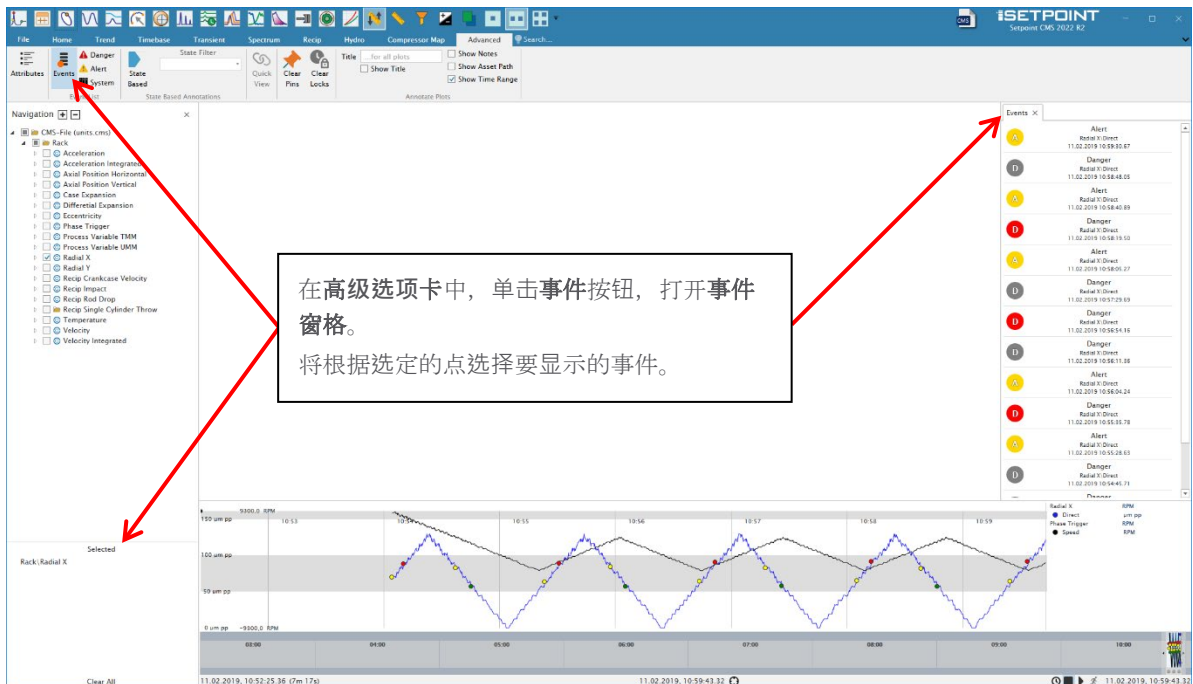 CMS
iSETPOINT
Setpoint CMS 2022 R2
File Home Trend Timebase Transient Spectrum Recip Hydro Compressor Map Advanced Search...
Attributes
Events
Danger
Alert
System
State Based
State Filter
State Based Annotations
Quick View
Clear Pins
Clear Locks
Title ...for all plots
Show Title
Show Notes
Show Asset Path
Show Time Range
Annotate Plots
Navigation
CMS-File (units.cms)
Rack
Acceleration
Acceleration Integrated
Axial Position Horizontal
Axial Position Vertical
Case Expansion
Differetial Expansion
Eccentricity
Phase Trigger
Process Variable TMM
Process Variable UMM
Radial X
Radial Y
Recip Crankcase Velocity
Recip Impact
Recip Rod Drop
Recip Single Cylinder Throw
Temperature
Velocity
Velocity Integrated
在高级选项卡中，单击事件按钮，打开事件
窗格。
将根据选定的点选择要显示的事件。
Events
A
Alert
Radial X\Direct
11.02.2019 10:59:30.67
D
Danger
Radial X\Direct
11.02.2019 10:58:48.05
A
Alert
Radial X\Direct
11.02.2019 10:58:40.89
D
Danger
Radial X\Direct
11.02.2019 10:58:19.50
A
Alert
Radial X\Direct
11.02.2019 10:58:05.27
D
Danger
Radial X\Direct
11.02.2019 10:57:29.69
D
Danger
Radial X\Direct
11.02.2019 10:56:54.16
D
Danger
Radial X\Direct
11.02.2019 10:56:11.38
A
Alert
Radial X\Direct
11.02.2019 10:56:04.24
D
Danger
Radial X\Direct
11.02.2019 10:55:35.78
A
Alert
Radial X\Direct
11.02.2019 10:55:28.63
D
Danger
Radial X\Direct
11.02.2019 10:54:45.71
Danger
Selected
Rack\Radial X
Clear All
9300,0 RPM
150 um pp
10:53 10:54 10:55 10:56 10:57 10:58 10:59
100 um pp
50 um pp
0 um pp -9300,0 RPM
Radial X RPM
Direct um pp
Phase Trigger RPM
Speed RPM
03:00 04:00 05:00 06:00 07:00 08:00 09:00 10:00
11.02.2019, 10:52:25.36 (7m 17s) 11.02.2019, 10:59:43.32 11.02.2019, 10:59:43.32